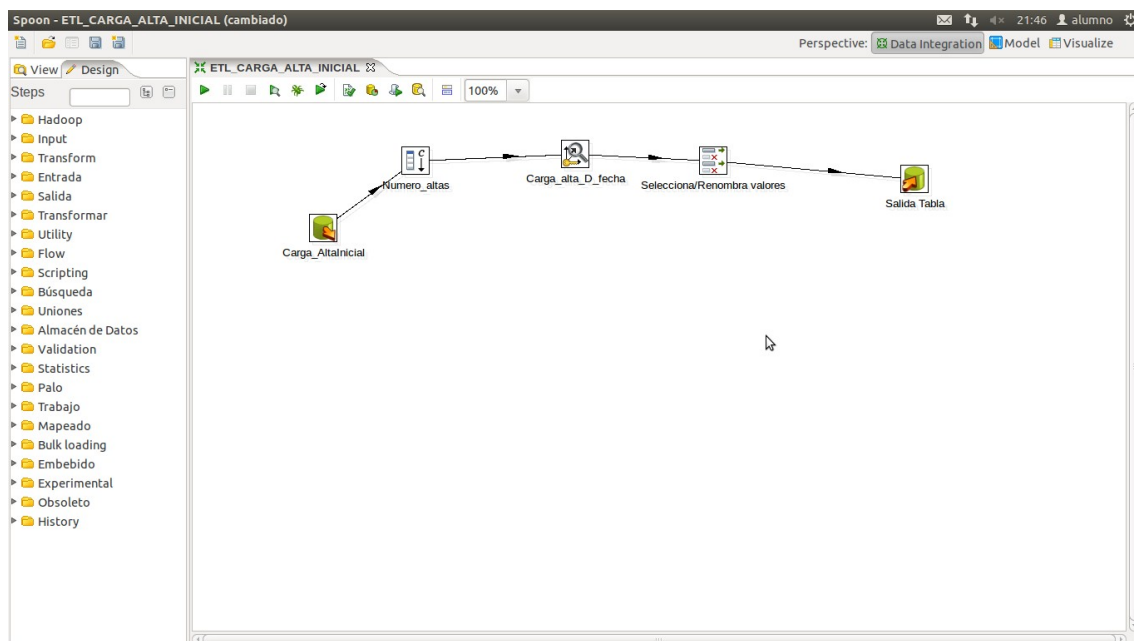 Spoon - ETL_CARGA_ALTA_INICIAL (cambiado)
21:46 alumno
Perspective: Data Integration Model Visualize
View Design
ETL_CARGA_ALTA_INICIAL
Steps
100%
Hadoop
Input
Transform
Entrada
Salida
Transformar
Utility
Flow
Scripting
Búsqueda
Uniones
Almacén de Datos
Validation
Statistics
Palo
Trabajo
Mapeado
Bulk loading
Embebido
Experimental
Obsoleto
History
Numero_altas
Carga_alta_D_fecha
Selecciona/Renombra valores
Salida Tabla
Carga_AltaInicial